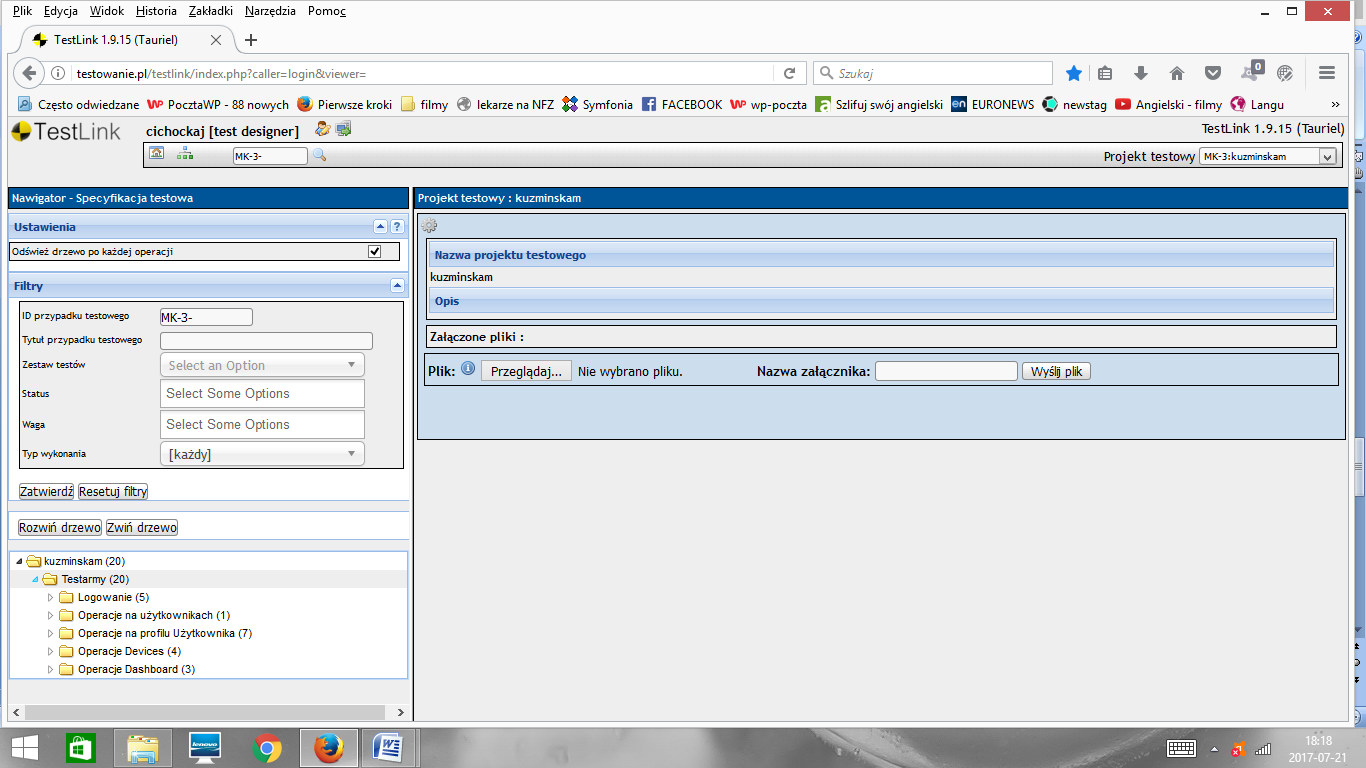 Plik Edycja Widok Historia Zakładki Narzędzia Pomoc
TestLink 1.9.15 (Tauriel)
testowanie.pl/testlink/index.php?caller=login&viewer=
Szukaj
0
Często odwiedzane PocztaWP - 88 nowych Pierwsze kroki filmy lekarze na NFZ Symfonia FACEBOOK wp-poczta Szlifuj swój angielski EURONEWS newstag Angielski - filmy Langu
TestLink cichockaj [test designer] TestLink 1.9.15 (Tauriel)
MK-3- Projekt testowy MK-3:kuzminskam
Nawigator - Specyfikacja testowa
Ustawienia
Odśwież drzewo po każdej operacji
Filtry
ID przypadku testowego MK-3-
Tytuł przypadku testowego
Zestaw testów Select an Option
Status Select Some Options
Waga Select Some Options
Typ wykonania [każdy]
Zatwierdź Resetuj filtry
Rozwiń drzewo Zwiń drzewo
kuzminskam (20)
Testarmy (20)
Logowanie (5)
Operacje na użytkownikach (1)
Operacje na profilu Użytkownika (7)
Operacje Devices (4)
Operacje Dashboard (3)
Projekt testowy : kuzminskam
Nazwa projektu testowego
kuzminskam
Opis
Załączone pliki :
Plik: Przeglądaj... Nie wybrano pliku. Nazwa załącznika: Wyślij plik
lenovo
18:18
2017-07-21